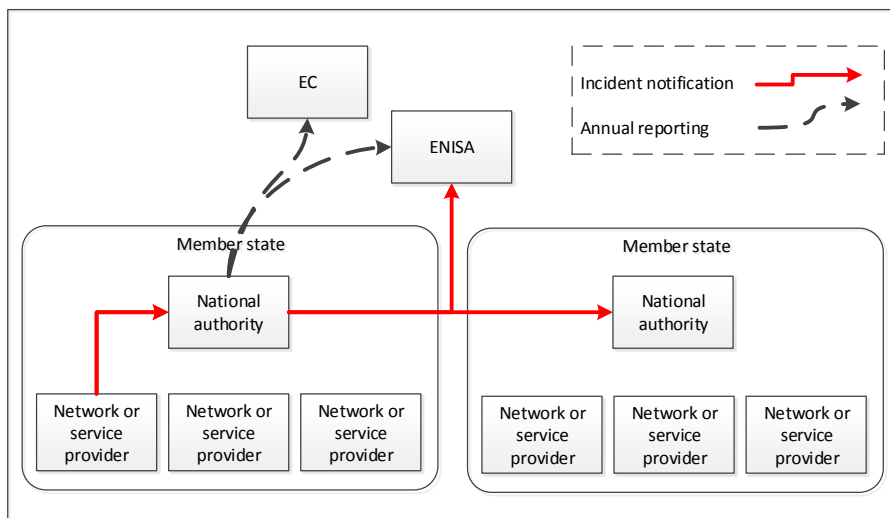 EC
ENISA
Incident notification
Annual reporting
Member state
National
authority
Network or
service
provider
Network or
service
provider
Network or
service
provider
Member state
National
authority
Network or
service
provider
Network or
service
provider
Network or
service
provider